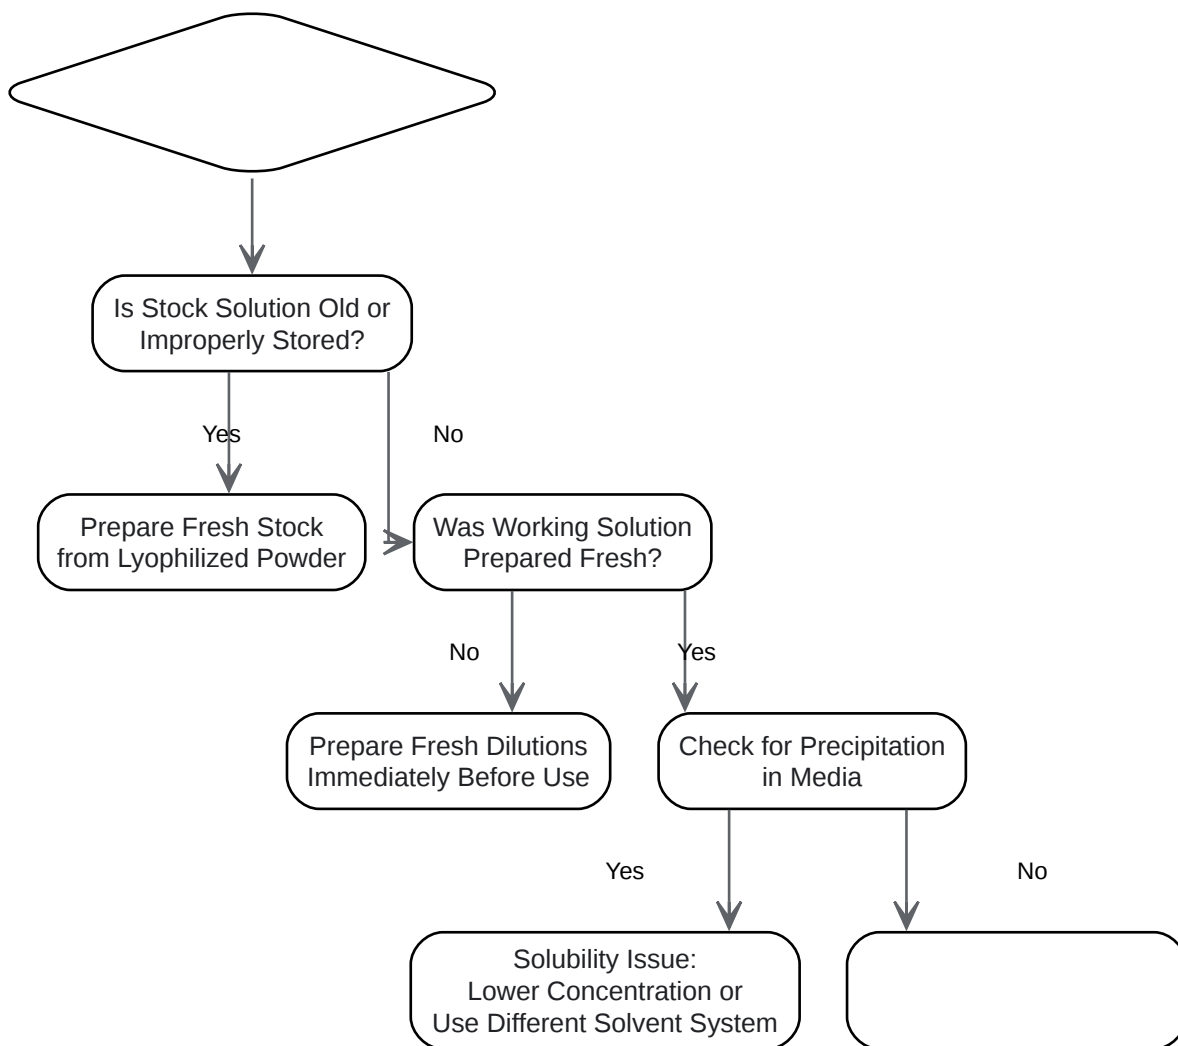 Is Stock Solution Old or
Improperly Stored?
Yes
No
Prepare Fresh Stock
from Lyophilized Powder
Was Working Solution
Prepared Fresh?
No
Yes
Prepare Fresh Dilutions
Immediately Before Use
Check for Precipitation
in Media
Yes
No
Solubility Issue:
Lower Concentration or
Use Different Solvent System